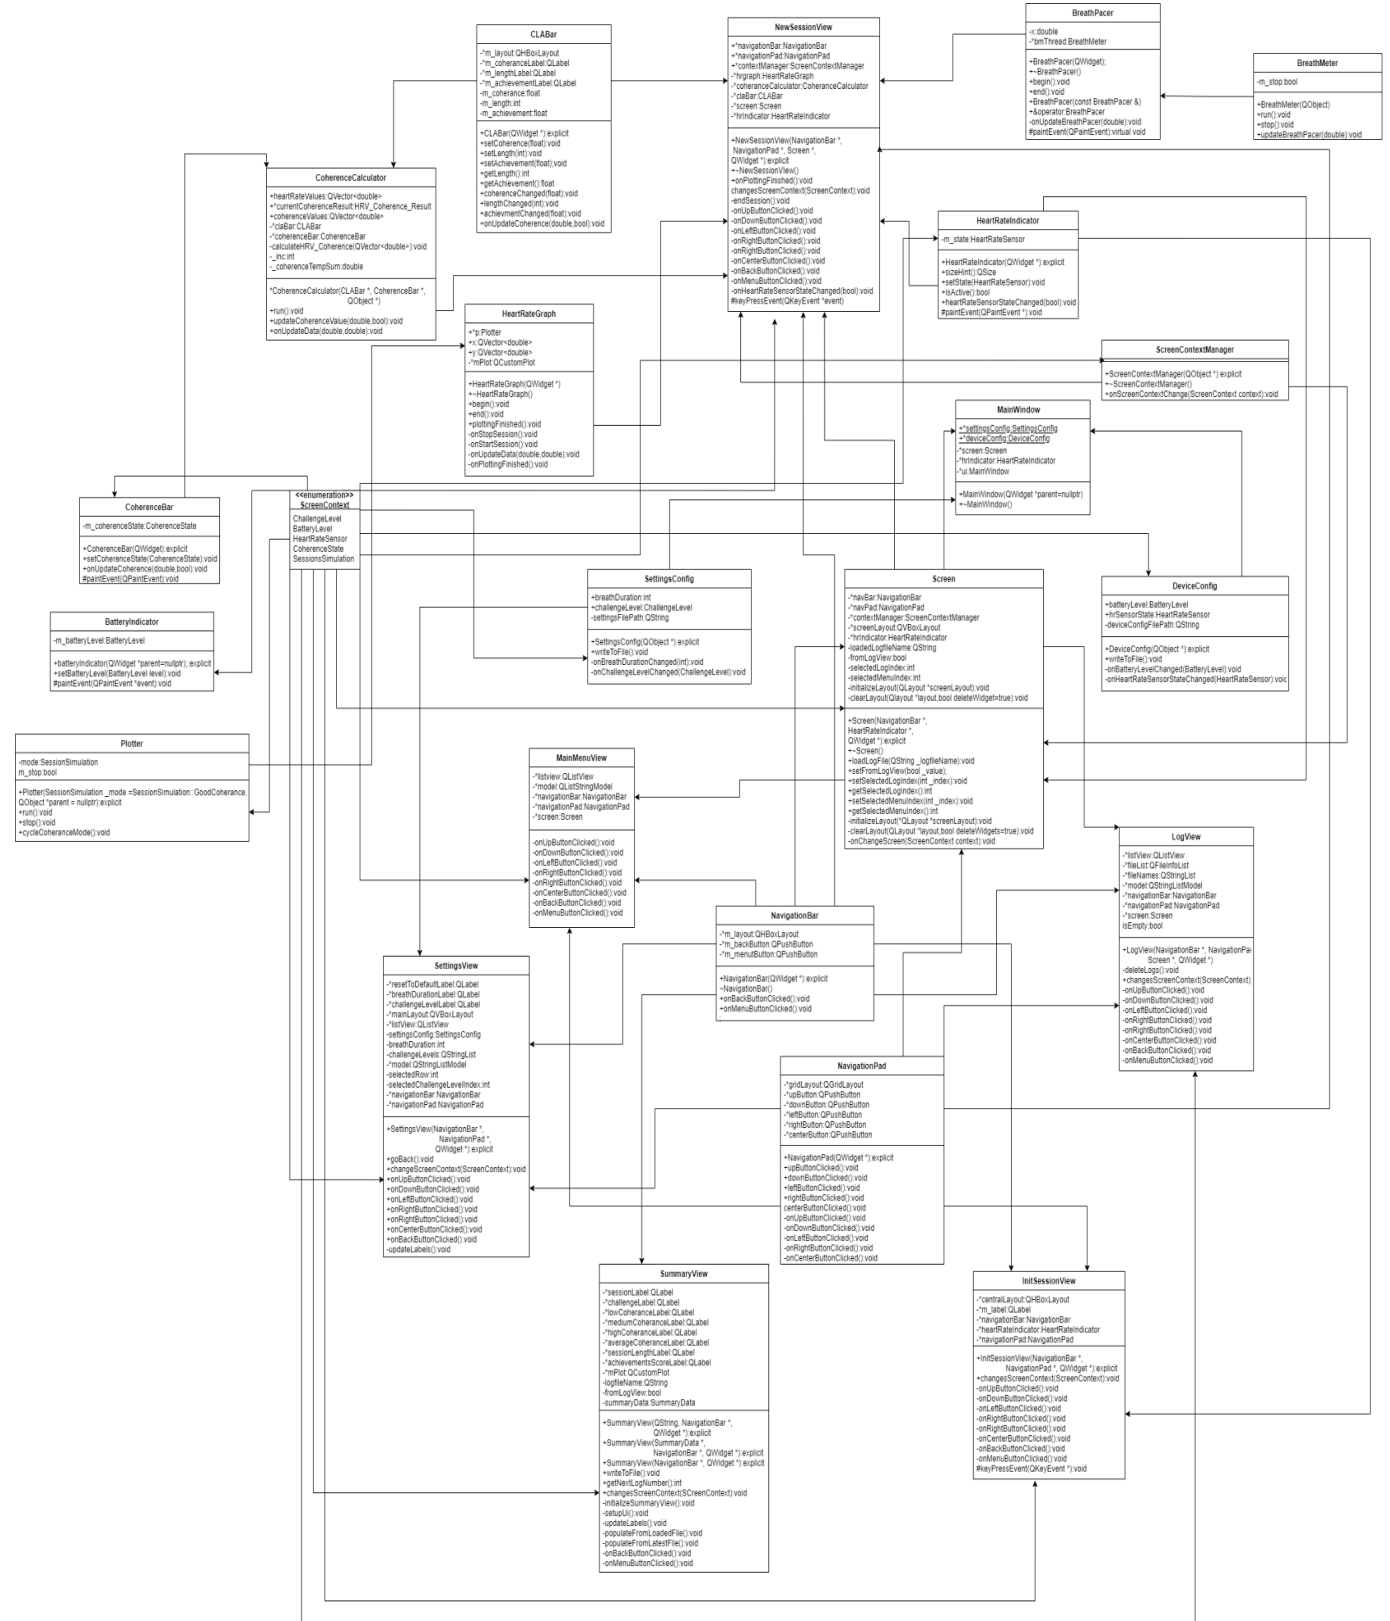 CLABar
-*m_layout:QHBoxLayout
-*m_coheranceLabel:QLabel
-*m_lengthLabel:QLabel
-*m_achievementLabel:QLabel
-m_coherance:float
-m_length:int
-m_achievement:float
+CLABar(QWidget *):explicit
+setCoherence(float):void
+setLength(int):void
+setAchievement(float);void
+getLength():int
+getAchievement():float
+coherenceChanged(float):void
+lengthChanged(int):void
+achievmentChanged(float):void
+onUpdateCoherence(double,bool):void
NewSessionView
+*navigationBar:NavigationBar
+*navigationPad:NavigationPad
+*contextManager:ScreenContextManager
-*hrgraph:HeartRateGraph
-*coheranceCalculator:CoheranceCalculator
-*claBar:CLABar
-*screen:Screen
-*hrIndicator:HeartRateIndicator
+NewSessionView(NavigationBar *,
NavigationPad *, Screen *,
QWidget *):explicit
+~NewSessionView()
+onPlottingFinished():void
changesScreenContext(ScreenContext):void
-endSession():void
-onUpButtonClicked():void
-onDownButtonClicked():void
-onLeftButtonClicked():void
-onRightButtonClicked():void
-onRightButtonClicked():void
-onCenterButtonClicked():void
-onBackButtonClicked():void
-onMenuButtonClicked():void
-onHeartRateSensorStateChanged(bool):void
#keyPressEvent(QKeyEvent *event)
BreathPacer
-x:double
-*bmThread:BreathMeter
+BreathPacer(QWidget);
+~BreathPacer()
+begin():void
+end():void
+BreathPacer(const BreathPacer &)
+&operator:BreathPacer
-onUpdateBreathPacer(double):void
#paintEvent(QPaintEvent):virtual void
BreathMeter
-m_stop:bool
+BreathMeter(QObject)
+run():void
+stop():void
+updateBreathPacer(double):void
CoherenceCalculator
+heartRateValues:QVector<double>
+*currentCoherenceResult:HRV_Coherence_Result
+coherenceValues:QVector<double>
-*claBar:CLABar
-*coherenceBar:CoherenceBar
-calculateHRV_Coherence(QVector<double>):void
-_inc:int
-_coherenceTempSum:double
*CoherenceCalculator(CLABar *, CoherenceBar *,
QObject *)
+run():void
+updateCoherenceValue(double,bool):void
+onUpdateData(double,double):void
HeartRateIndicator
-m_state:HeartRateSensor
+HeartRateIndicator(QWidget *):explicit
+sizeHint():QSize
+setState(HeartRateSensor):void
+isActive():bool
+heartRateSensorStateChanged(bool):void
#paintEvent(QPaintEvent *):void
HeartRateGraph
+*p:Plotter
+x:QVector<double>
+y:QVector<double>
-*mPlot:QCustomPlot
+HeartRateGraph(QWidget *)
+~HeartRateGraph()
+begin():void
+end():void
+plottingFinished():void
-onStopSession():void
-onStartSession():void
-onUpdateData(double,double):void
-onPlottingFinished():void
ScreenContextManager
+ScreenContextManager(QObject *):explicit
+~ScreenContextManager()
+onScreenContextChange(ScreenContext context):void
MainWindow
+*settingsConfig:SettingsConfig
+*deviceConfig:DeviceConfig
-*screen:Screen
-*hrIndicator:HeartRateIndicator
-*ui:MainWindow
+MainWindow(QWidget *parent=nullptr)
+~MainWindow()
<<enumeration>>
ScreenContext
ChallengeLevel
BatteryLevel
HeartRateSensor
CoherenceState
SessionsSimulation
CoherenceBar
-m_coherenceState:CoherenceState
+CoherenceBar(QWidget):explicit
+setCoherenceState(CoherenceState):void
+onUpdateCoherence(double,bool):void
#paintEvent(QPaintEvent):void
BatteryIndicator
-m_batteryLevel:BatteryLevel
+batteryIndicator(QWidget *parent=nullptr); explicit
+setBatteryLevel(BatteryLevel level):void
#paintEvent(QPaintEvent *event):void
SettingsConfig
+breathDuration:int
+challengeLevel:ChallengeLevel
-settingsFilePath:QString
+SettingsConfig(QObject *):explicit
+writeToFile():void
-onBreathDurationChanged(int):void
-onChallengeLevelChanged(ChallengeLevel):void
Screen
-*navBar:NavigationBar
-*navPad:NavigationPad
-*contextManager:ScreenContextManager
-*screenLayout:QVBoxLayout
-*hrIndicator:HeartRateIndicator
-loadedLogfileName:QString
-fromLogView:bool
-selectedLogIndex:int
-selectedMenuIndex:int
-initializeLayout(QLayout *screenLayout):void
-clearLayout(Qlayout *layout,bool deleteWidget=true):void
+Screen(NavigationBar *,
HeartRateIndicator *,
QWidget *):explicit
+~Screen()
+loadLogFile(QString _logfileName):void
+setFromLogView(bool _value);
+setSelectedLogIndex(int _index):void
+getSelectedLogIndex():int
+setSelectedMenuIndex(int _index):void
+getSelectedMenuIndex():int
-initializeLayout(*QLayout *screenLayout):void
-clearLayout(QLayout *layout,bool deleteWidgets=true):void
-onChangeScreen(ScreenContext context):void
DeviceConfig
+batteryLevel:BatteryLevel
+hrSensorState:HeartRateSensor
-deviceConfigFilePath:QString
+DeviceConfig(QObject *):explicit
+writeToFile():void
-onBatteryLevelChanged(BatteryLevel):void
-onHeartRateSensorStateChanged(HeartRateSensor):void
Plotter
-mode:SessionSimulation
m_stop:bool
+Plotter(SessionSimulation _mode =SessionSimulation::GoodCoherance,
QObject *parent = nullptr):explicit
+run():void
+stop():void
+cycleCoheranceMode():void
MainMenuView
-*listview:QListView
-*model:QListStringModel
-*navigationBar:NavigationBar
-*navigationPad:NavigationPad
-*screen:Screen
-onUpButtonClicked():void
-onDownButtonClicked():void
-onLeftButtonClicked():void
-onRightButtonClicked():void
-onRightButtonClicked():void
-onCenterButtonClicked():void
-onBackButtonClicked():void
-onMenuButtonClicked():void
LogView
-*listView:QListView
-*fileList:QFileInfoList
-*fileNames:QStringList
-*model:QStringListModel
-*navigationBar:NavigationBar
-*navigationPad:NavigationPad
-*screen:Screen
isEmpty:bool
+LogView(NavigationBar *, NavigationPa
Screen *, QWidget *)
-deleteLogs():void
+changesScreenContext(ScreenContext)
-onUpButtonClicked():void
-onDownButtonClicked():void
-onLeftButtonClicked():void
-onRightButtonClicked():void
-onRightButtonClicked():void
-onCenterButtonClicked():void
-onBackButtonClicked():void
-onMenuButtonClicked():void
NavigationBar
-*m_layout:QHBoxLayout
-*m_backButton:QPushButton
-*m_menutButton:QPushButton
+NavigationBar(QWidget *):explicit
~NavigationBar()
+onBackButtonClicked():void
+onMenuButtonClicked():void
SettingsView
-*resetToDefaultLabel:QLabel
-*breathDurationLabel:QLabel
-*challengeLevelLabel:QLabel
-*mainLayout:QVBoxLayout
-*listView:QListView
-settingsConfig:SettingsConfig
-breathDuration:int
-challengeLevels:QStringList
-*model:QStringListModel
-selectedRow:int
-selectedChallengeLevelIndex:int
-*navigationBar:NavigationBar
-*navigationPad:NavigationPad
+SettingsView(NavigationBar *,
NavigationPad *,
QWidget *):explicit
+goBack():void
+changeScreenContext(ScreenContext):void
+onUpButtonClicked():void
+onDownButtonClicked():void
+onLeftButtonClicked():void
+onRightButtonClicked():void
+onRightButtonClicked():void
+onCenterButtonClicked():void
+onBackButtonClicked():void
-updateLabels():void
NavigationPad
-*gridLayout:QGridLayout
-*upButton:QPushButton
-*downButton:QPushButton
-*leftButton:QPushButton
-*rightButton:QPushButton
-*centerButton:QPushButton
+NavigationPad(QWidget *):explicit
+upButtonClicked():void
+downButtonClicked():void
+leftButtonClicked():void
+rightButtonClicked():void
centerButtonClicked():void
-onUpButtonClicked():void
-onDownButtonClicked():void
-onLeftButtonClicked():void
-onRightButtonClicked():void
-onCenterButtonClicked():void
SummaryView
-*sessionLabel:QLabel
-*challengeLabel:QLabel
-*lowCoheranceLabel:QLabel
-*mediumCoheranceLabel:QLabel
-*highCoheranceLabel:QLabel
-*averageCoheranceLabel:QLabel
-*sessionLengthLabel:QLabel
-*achievementsScoreLabel:QLabel
-*mPlot:QCustomPlot
-logfileName:QString
-fromLogView:bool
-summaryData:SummaryData
+SummaryView(QString, NavigationBar *,
QWidget *):explicit
+SummaryView(SummaryData *,
NavigationBar *, QWidget *):explicit
+SummaryView(NavigationBar *, QWidget *):explicit
+writeToFile():void
+getNextLogNumber():int
+changesScreenContext(SCreenContext):void
-initializeSummaryView():void
-setupUi():void
-updateLabels():void
-populateFromLoadedFile():void
-populateFromLatestFile():void
-onBackButtonClicked():void
-onMenuButtonClicked():void
InitSessionView
-*centralLayout:QHBoxLayout
-*m_label:QLabel
-*navigationBar:NavigationBar
-*heartRateIndicator:HeartRateIndicator
-*navigationPad:NavigationPad
+InitSessionView(NavigationBar *,
NavigationPad *, QWidget *):explicit
+changesScreenContext(ScreenContext):void
-onUpButtonClicked():void
-onDownButtonClicked():void
-onLeftButtonClicked():void
-onRightButtonClicked():void
-onRightButtonClicked():void
-onCenterButtonClicked():void
-onBackButtonClicked():void
-onMenuButtonClicked():void
#keyPressEvent(QKeyEvent *):void